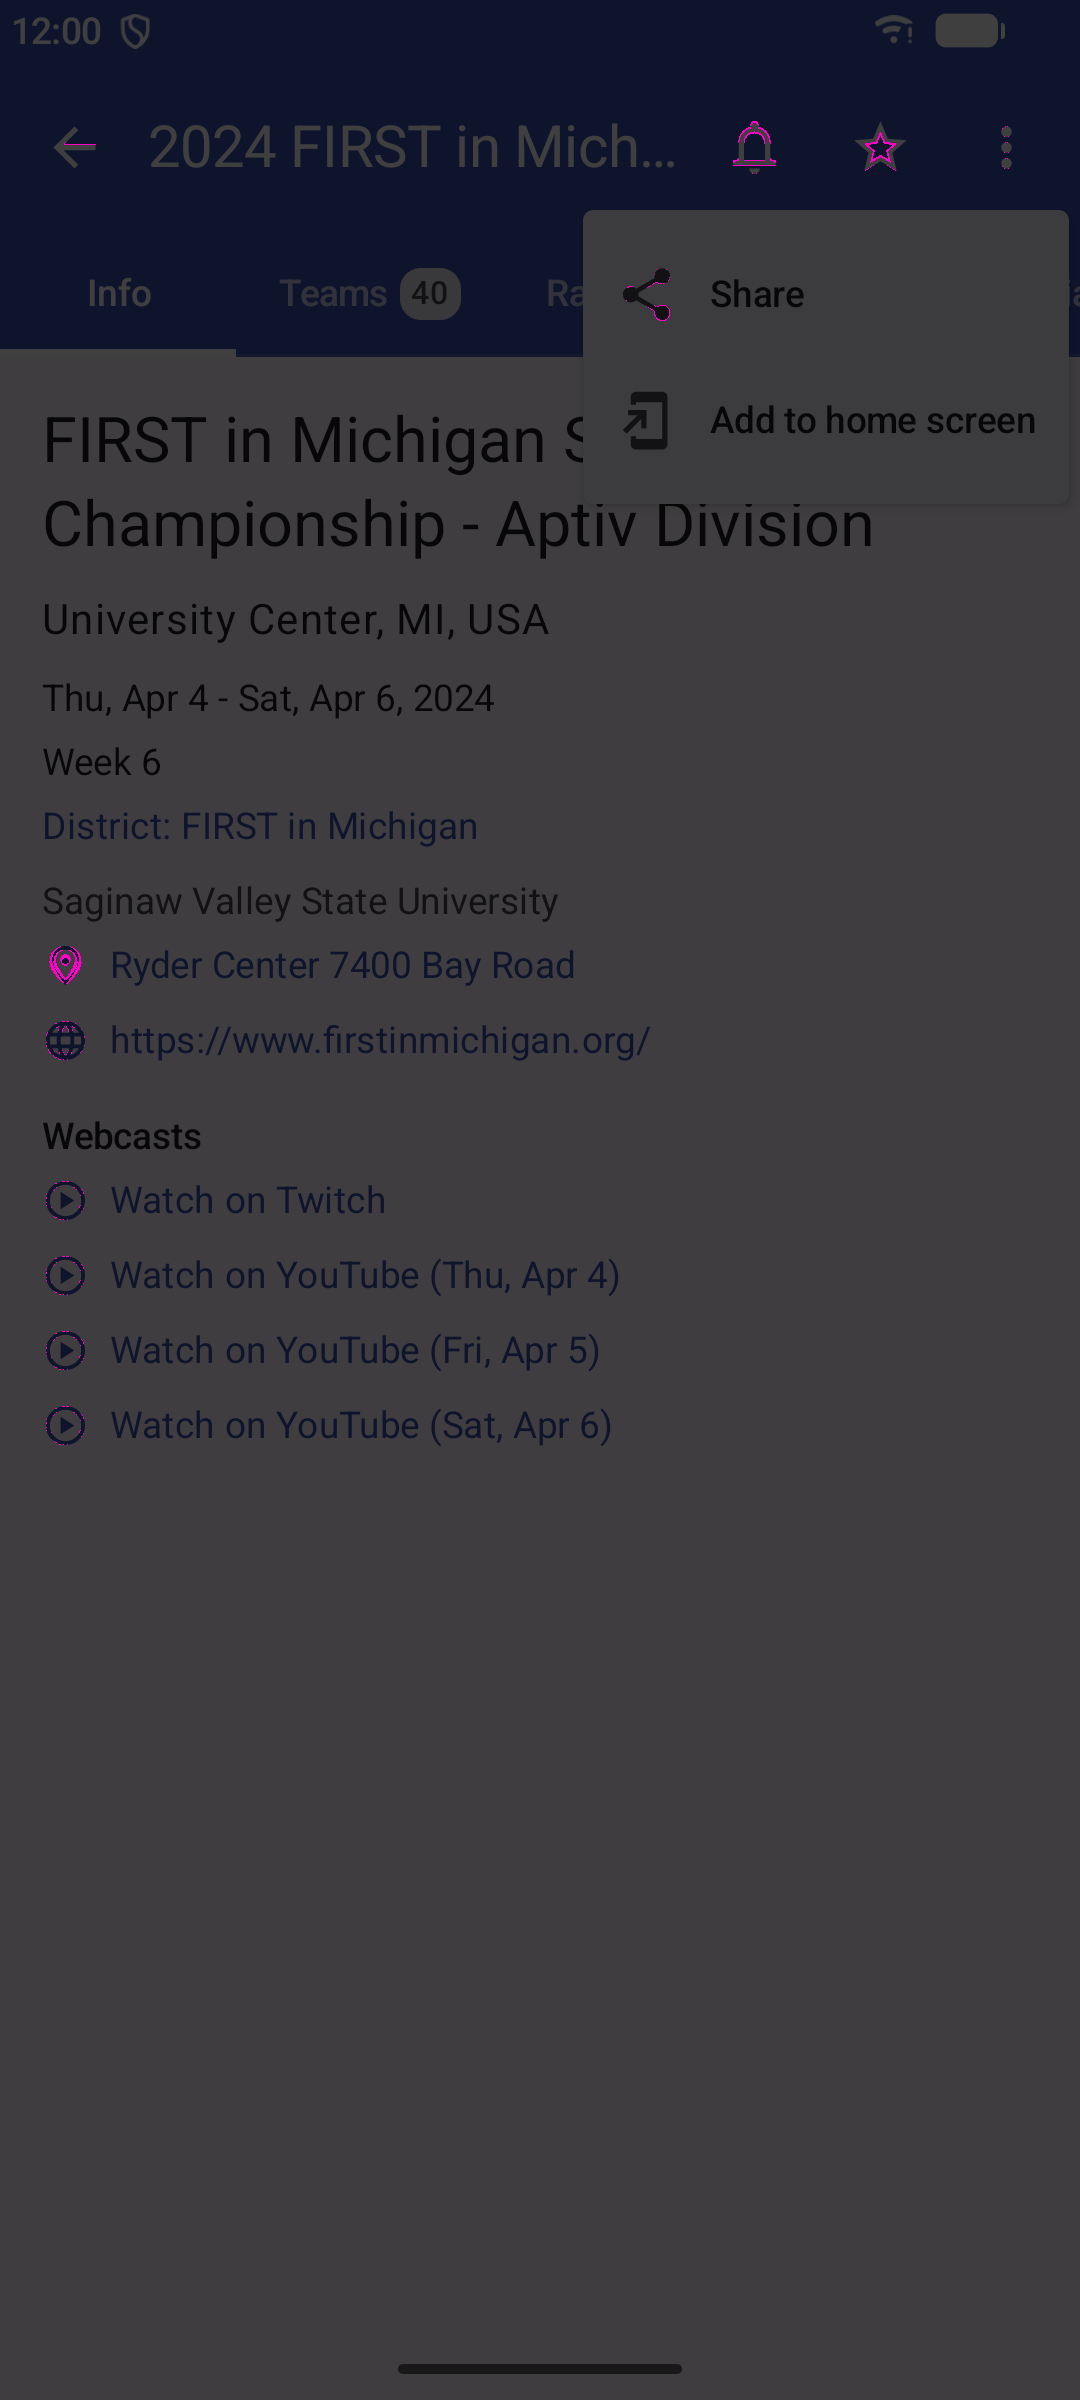 12:00
2024 FIRST in Mich...
Info
Teams 40
Share
Add to home screen
FIRST in Michigan
Championship - Aptiv Division
University Center, MI, USA
Thu, Apr 4 - Sat, Apr 6, 2024
Week 6
District: FIRST in Michigan
Saginaw Valley State University
Ryder Center 7400 Bay Road
https://www.firstinmichigan.org/
Webcasts
Watch on Twitch
Watch on YouTube (Thu, Apr 4)
Watch on YouTube (Fri, Apr 5)
Watch on YouTube (Sat, Apr 6)